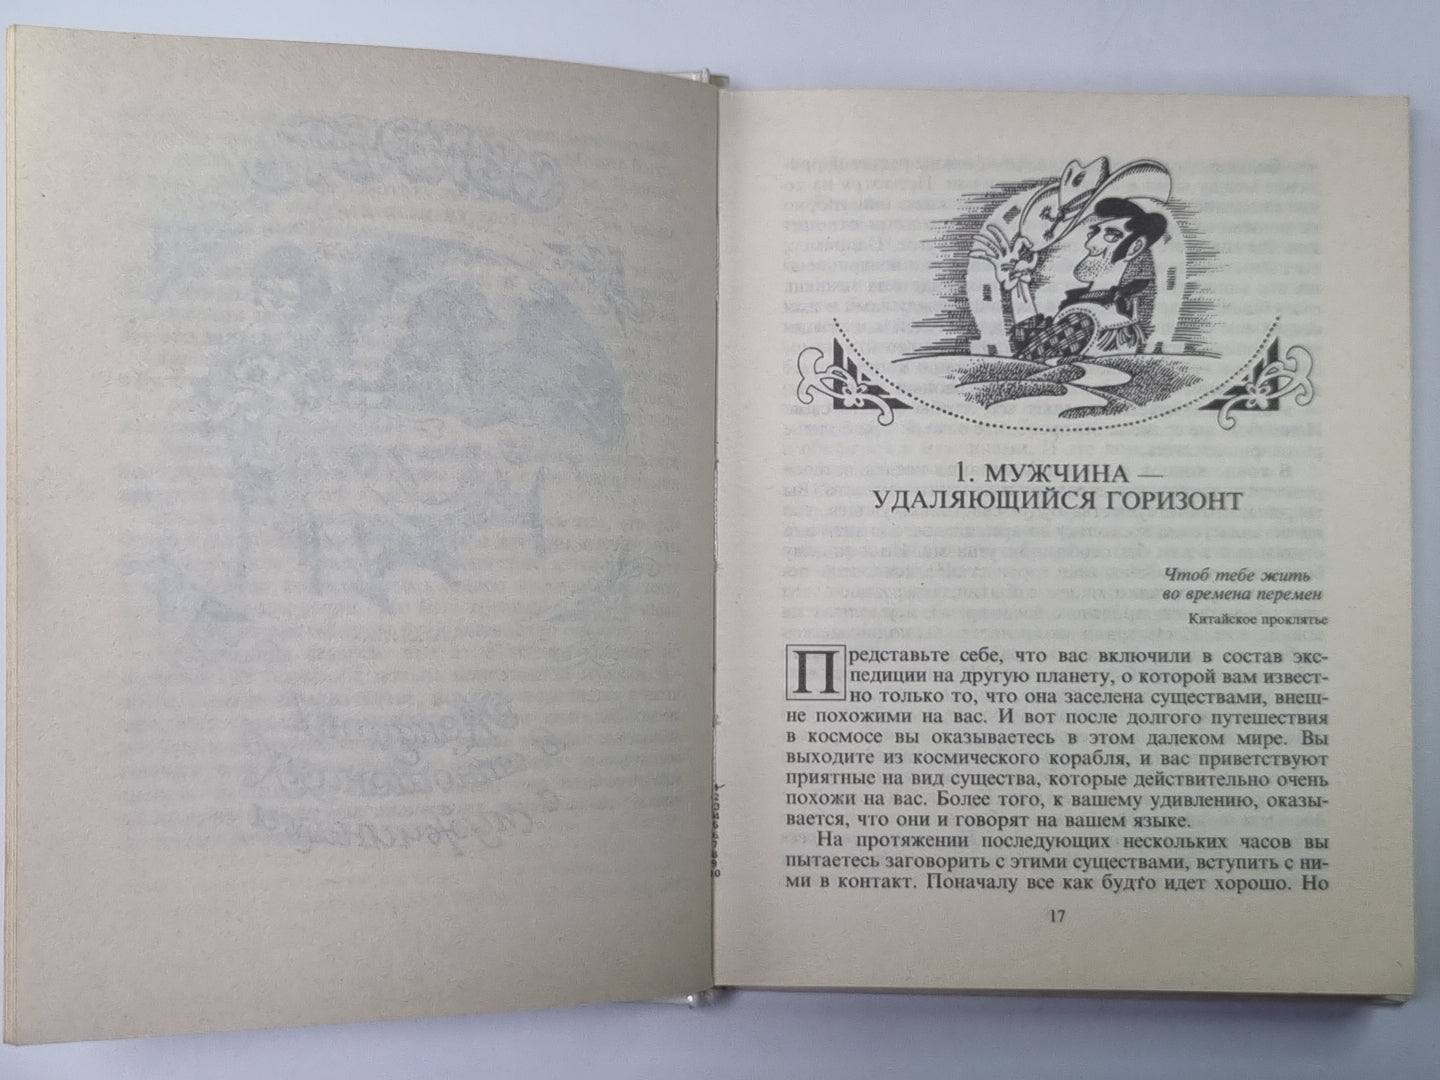 1. МУЖЧИНА —
УДАЛЯЮЩИЙСЯ ГОРИЗОНТ
Чтоб тебе жить
во времена перемен
Китайское проклятье
Представьте себе, что вас включили в состав экс-
педиции на другую планету, о которой вам извест-
но только то, что она заселена существами, внеш-
не похожими на вас. И вот после долгого путешествия
в космосе вы оказываетесь в этом далеком мире. Вы
выходите из космического корабля, и вас приветствуют
приятные на вид существа, которые действительно очень
похожи на вас. Более того, к вашему удивлению, оказы-
вается, что они и говорят на вашем языке.
На протяжении последующих нескольких часов вы
пытаетесь заговорить с этими существами, вступить с ни-
ми в контакт. Поначалу все как будто идет хорошо. Но
17